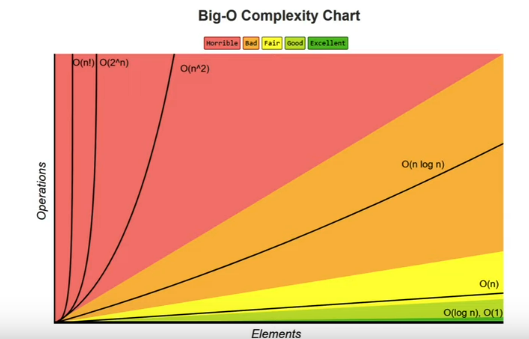 Big-O Complexity Chart
Horrible Bad Fair Good Excellent
O(n!) O(2^n) O(n^2)
O(n log n)
O(n)
O(log n), O(1)
Operations
Elements